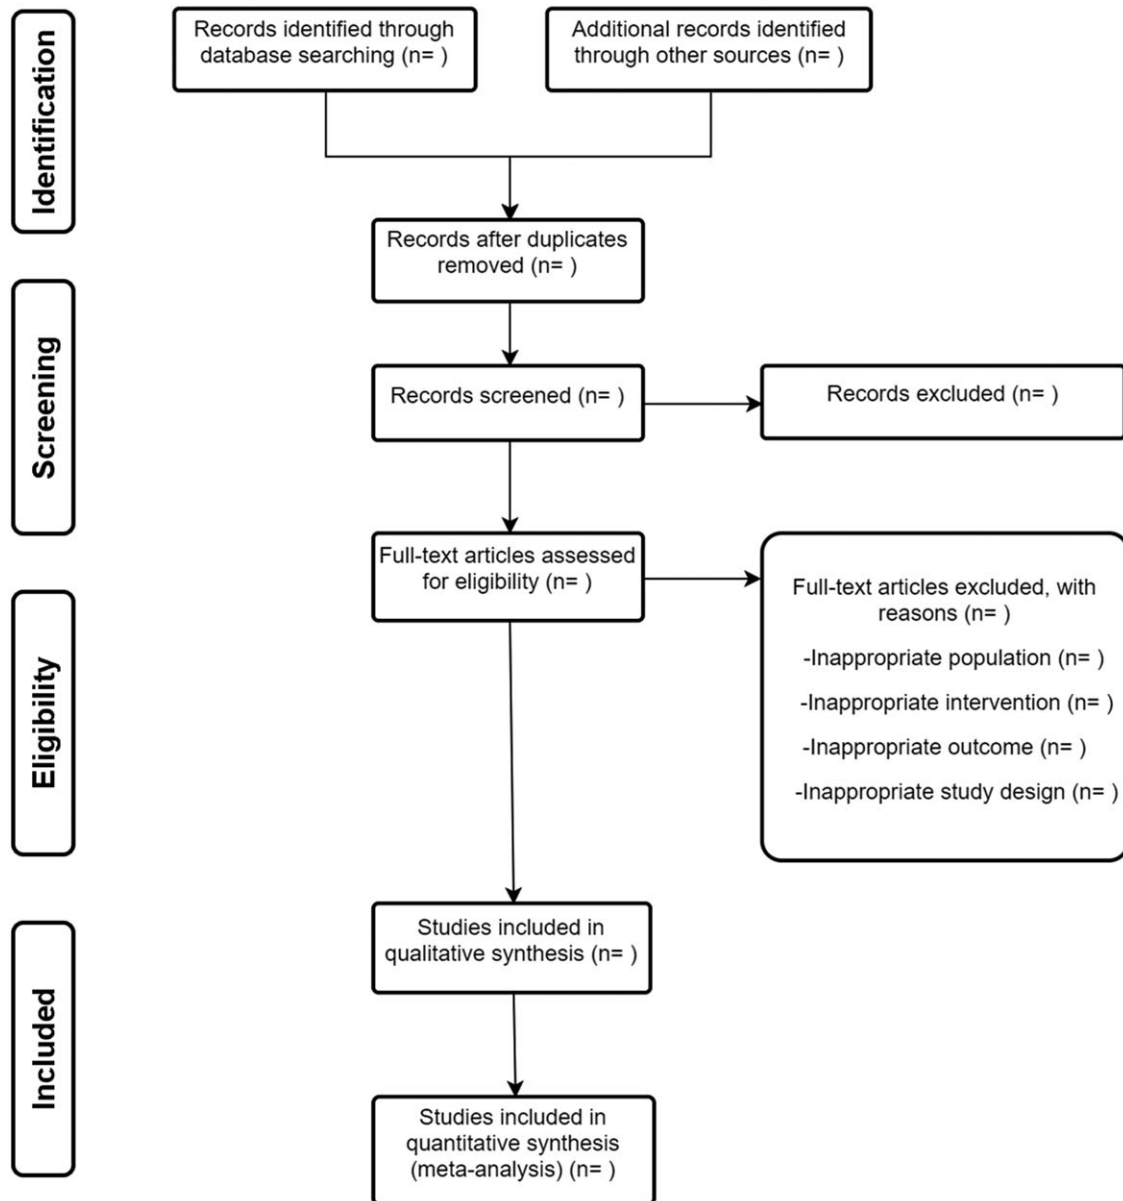 Identification
Records identified through
database searching (n= )
Additional records identified
through other sources (n= )
Records after duplicates
removed (n= )
Screening
Records screened (n= )
Records excluded (n= )
Eligibility
Full-text articles assessed
for eligibility (n= )
Full-text articles excluded, with
reasons (n= )
-Inappropriate population (n= )
-Inappropriate intervention (n= )
-Inappropriate outcome (n= )
-Inappropriate study design (n= )
Included
Studies included in
qualitative synthesis (n= )
Studies included in
quantitative synthesis
(meta-analysis) (n= )